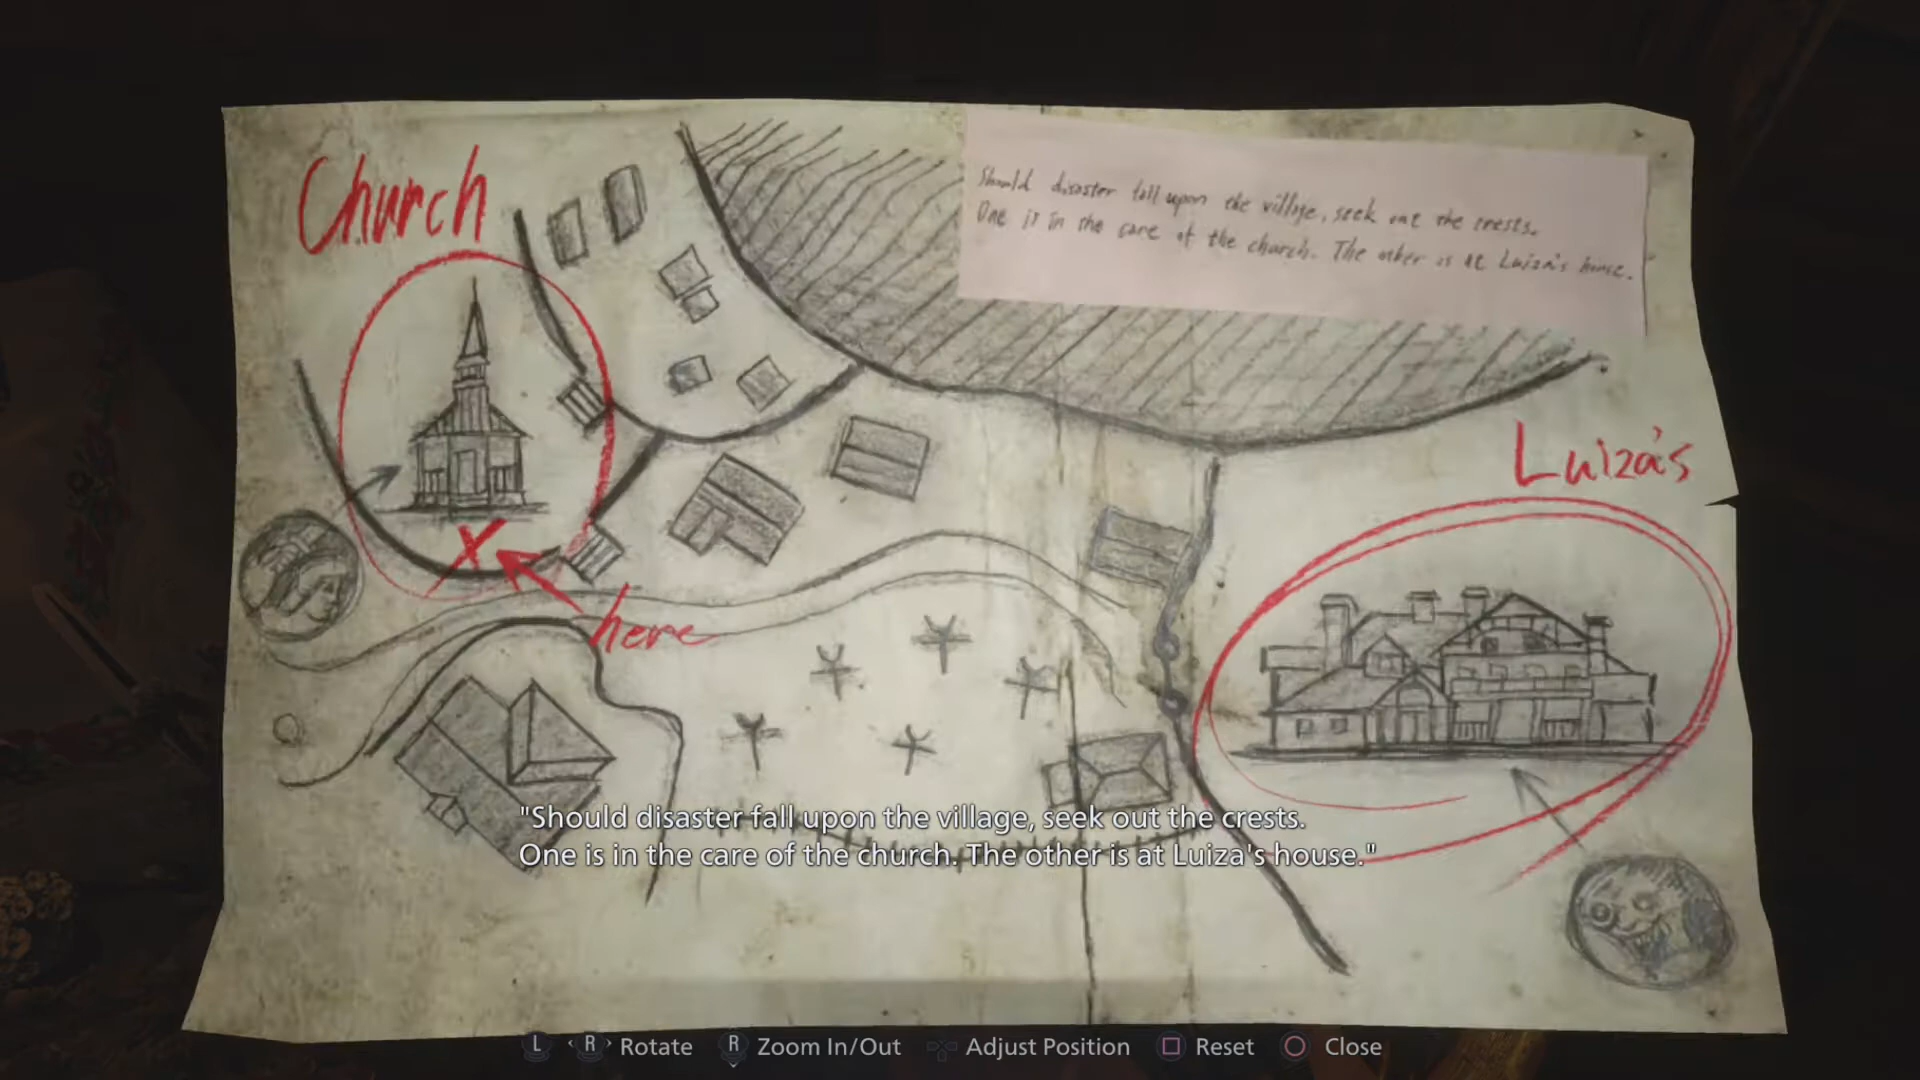 Church
Should disaster fall upon the village, seek out the crests.
One is in the care of the church. The other is at Luiza's house.
Luiza's
X
here
"Should disaster fall upon the village, seek out the crests.
One is in the care of the church. The other is at Luiza's house."
L R Rotate R Zoom In/Out Adjust Position Reset Close